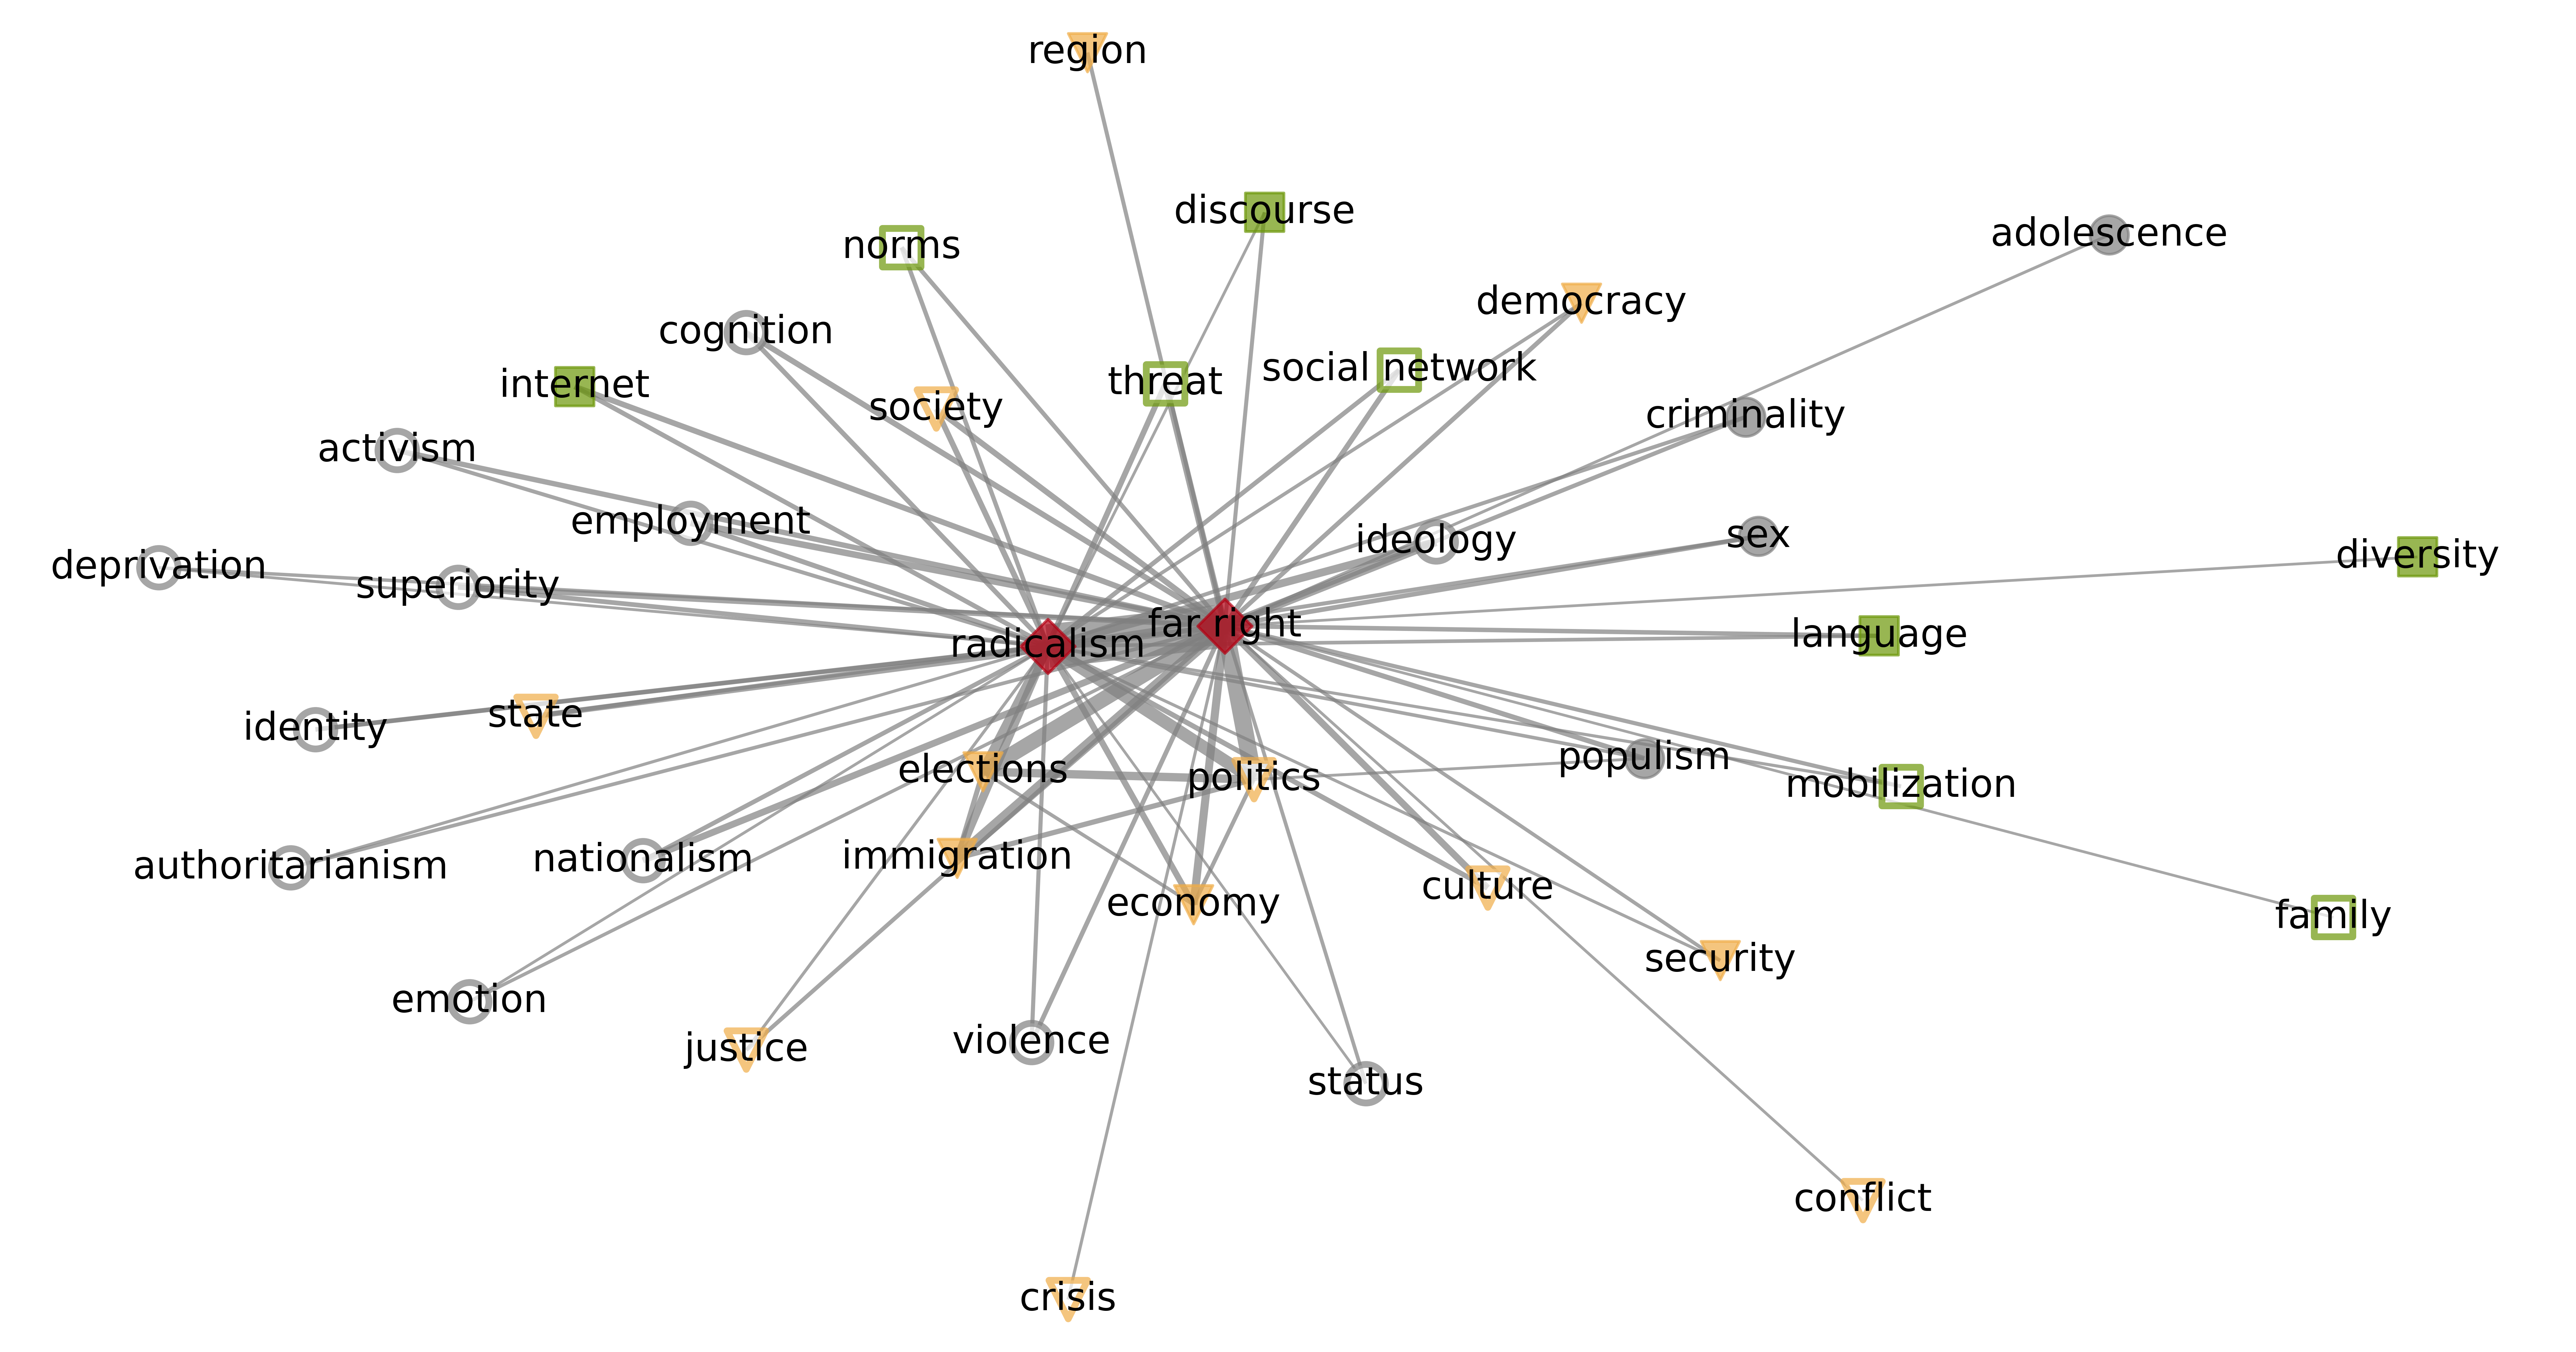 region
discourse
adolescence
norms
democracy
cognition
social network
threat
internet
society
criminality
activism
employment
sex
ideology
diversity
deprivation
superiority
far right
language
radicalism
state
identity
populism
elections
politics
mobilization
immigration
nationalism
authoritarianism
culture
economy
family
security
emotion
violence
justice
status
conflict
crisis